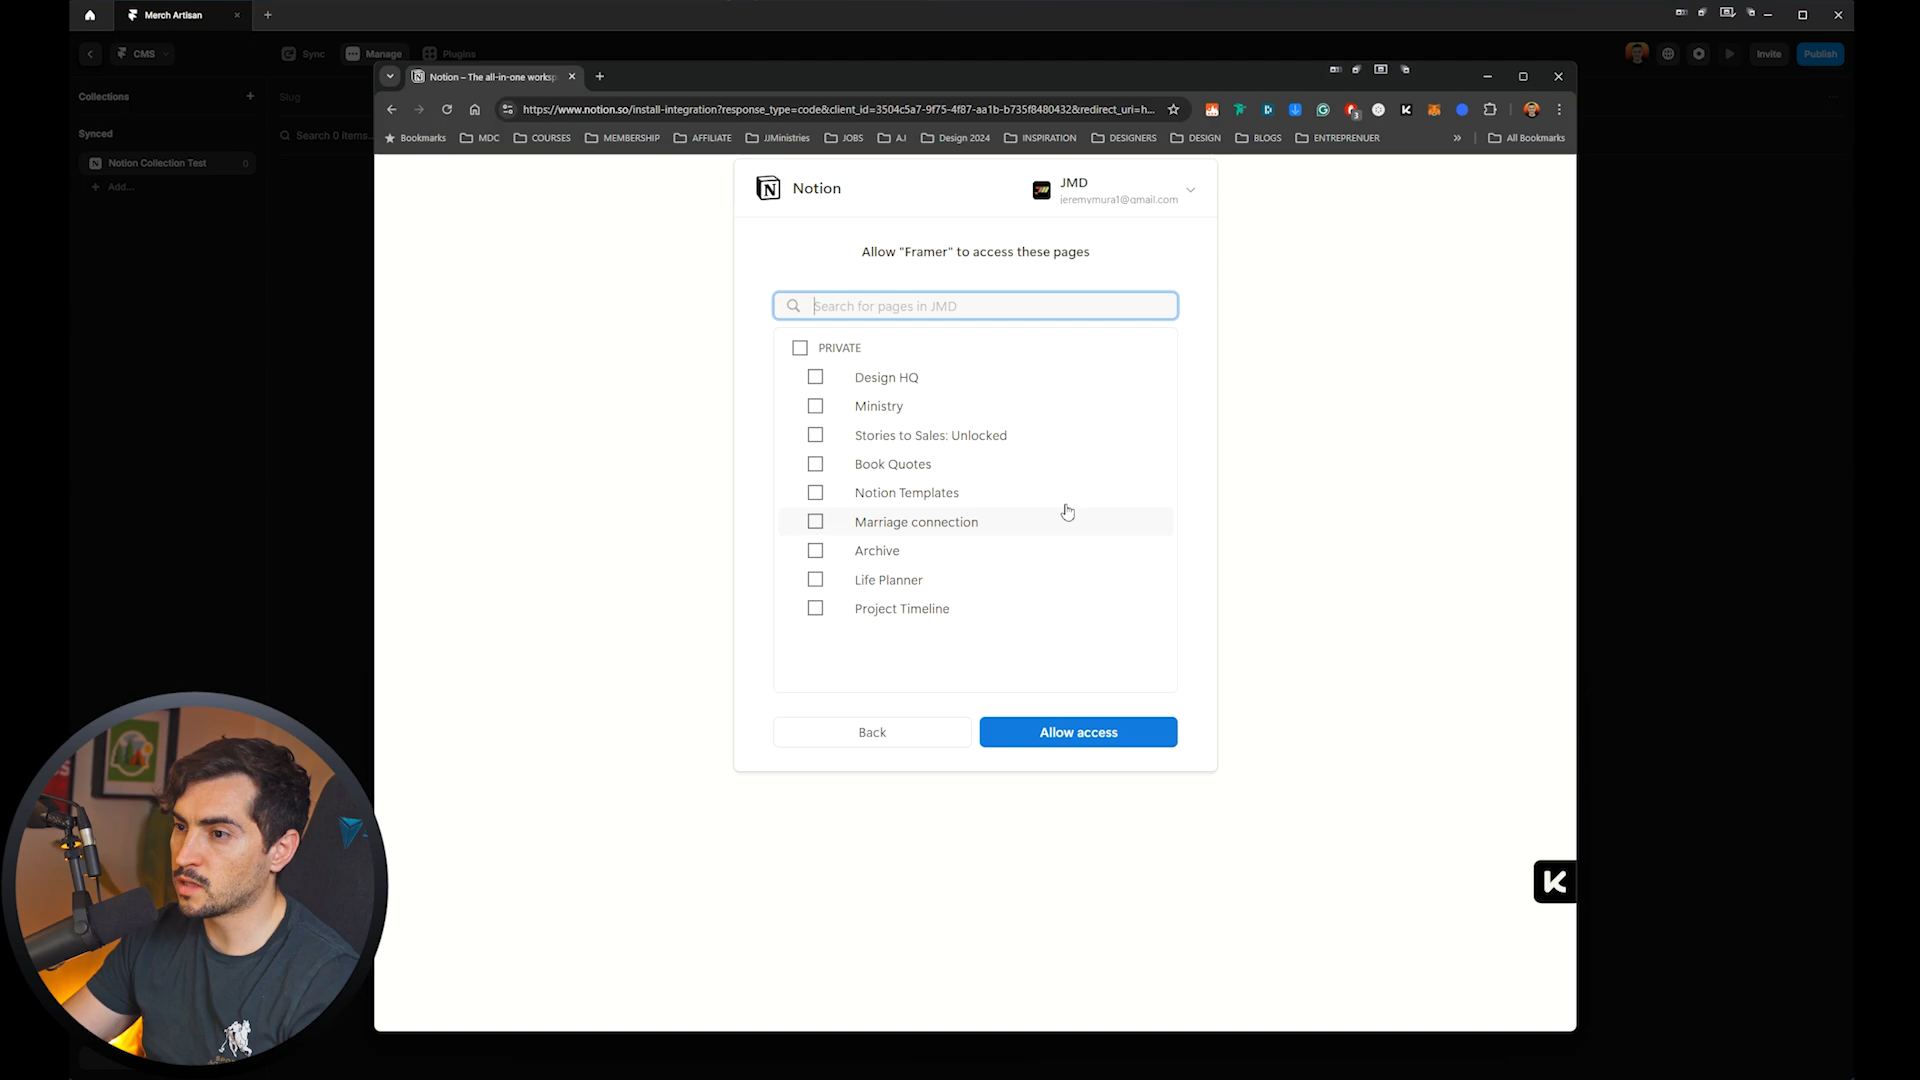 Merch Artisan
CMS
Sync
Manage
Plugins
Invite
Publish
Collections
Slug
Synced
Search 0 items...
Notion Collection Test
0
Add...
Notion – The all-in-one worksp
https://www.notion.so/install-integration?response_type=code&client_id=3504c5a7-9f75-4f87-aa1b-b735f8480432&redirect_uri=h...
3
Bookmarks
MDC
COURSES
MEMBERSHIP
AFFILIATE
JJMinistries
JOBS
A.I
Design 2024
INSPIRATION
DESIGNERS
DESIGN
BLOGS
ENTREPRENUER
»
All Bookmarks
Notion
JMD
jeremymura1@gmail.com
Allow "Framer" to access these pages
Search for pages in JMD
PRIVATE
Design HQ
Ministry
Stories to Sales: Unlocked
Book Quotes
Notion Templates
Marriage connection
Archive
Life Planner
Project Timeline
Back
Allow access
K